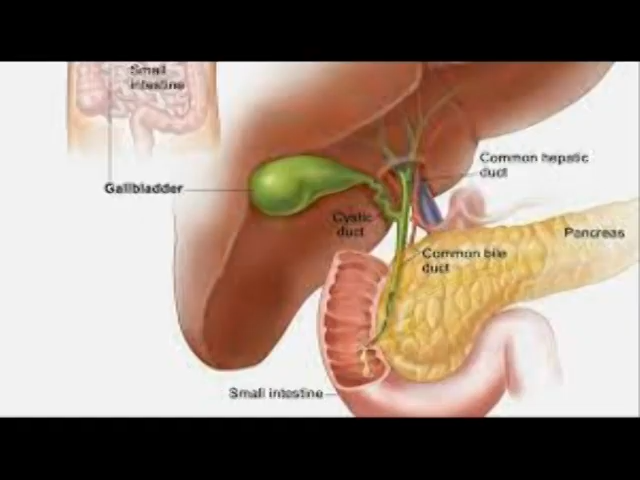 Small
intestine
Common hepatic
duct
Gallbladder
Cystic
duct
Pancreas
Common bile
duct
Small intestine